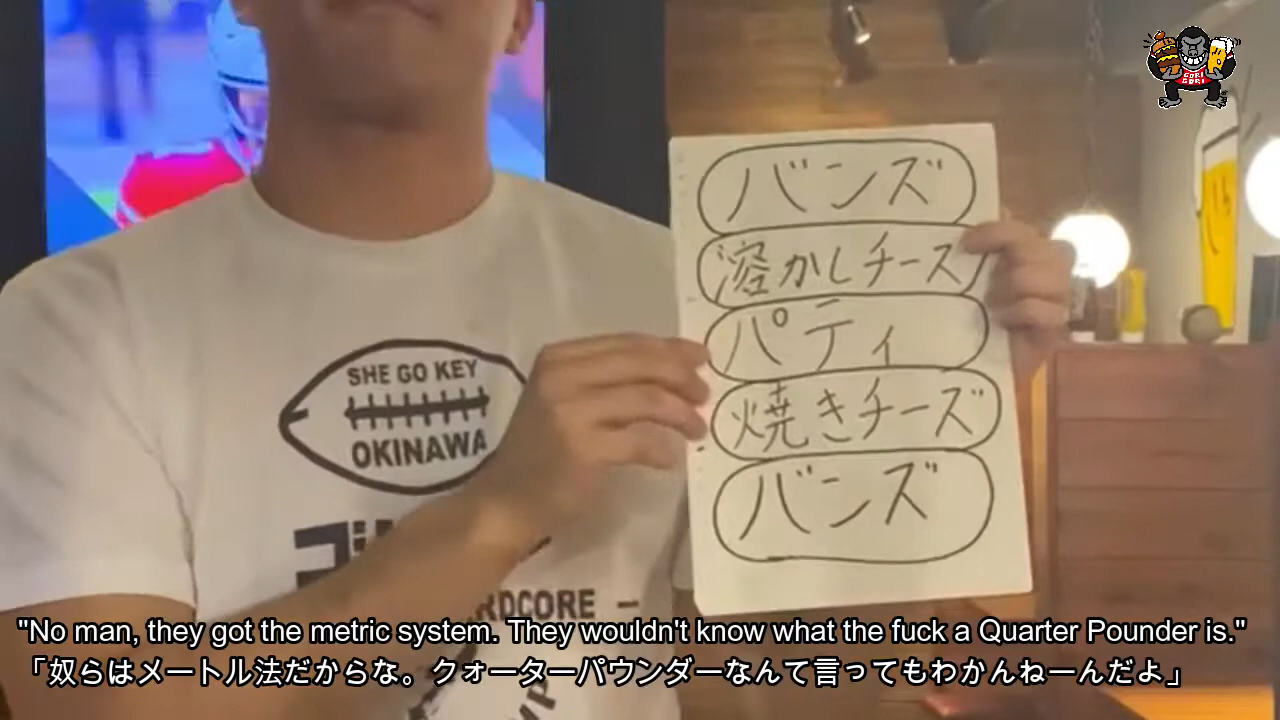 SHE GO KEY
OKINAWA
バンズ
溶かしチーズ
パティ
焼きチーズ
バンズ
GORI
GORI
"No man, they got the metric system. They wouldn't know what the fuck a Quarter Pounder is."
「奴らはメートル法だからな。クォーターパウンダーなんて言ってもわかんねーんだよ」